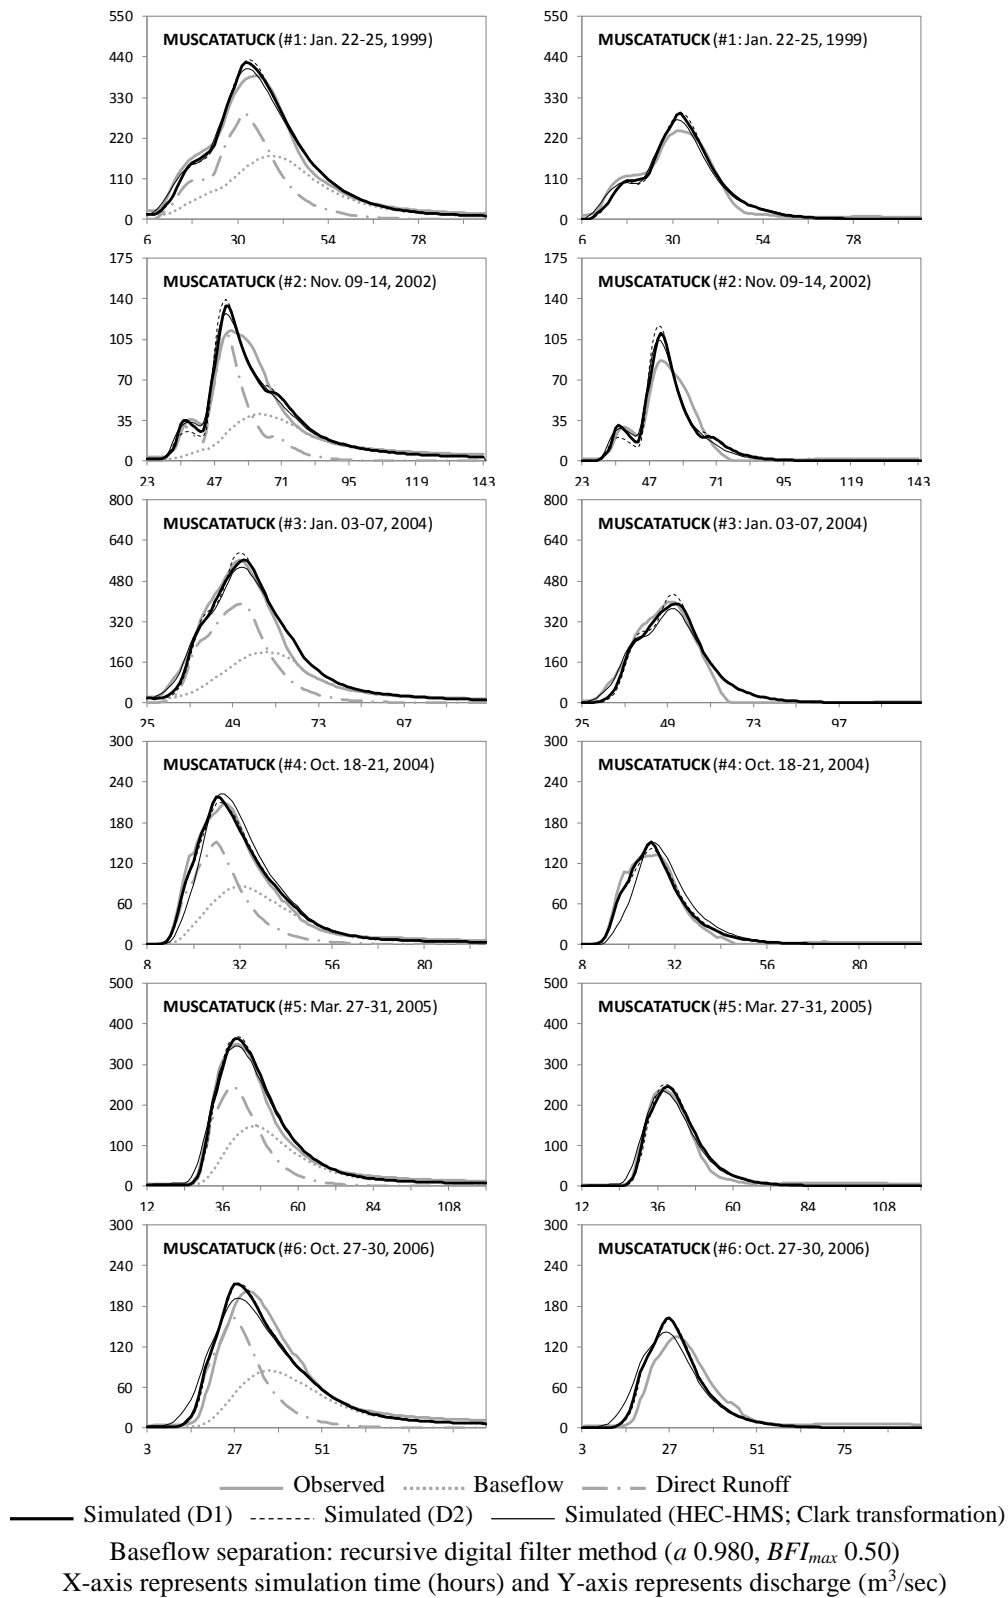 550
440
330
220
110
0
MUSCATATUCK (#1: Jan. 22-25, 1999)
6 30 54 78
550
440
330
220
110
0
MUSCATATUCK (#1: Jan. 22-25, 1999)
6 30 54 78
175
140
105
70
35
0
MUSCATATUCK (#2: Nov. 09-14, 2002)
23 47 71 95 119 143
175
140
105
70
35
0
MUSCATATUCK (#2: Nov. 09-14, 2002)
23 47 71 95 119 143
800
640
480
320
160
0
MUSCATATUCK (#3: Jan. 03-07, 2004)
25 49 73 97
800
640
480
320
160
0
MUSCATATUCK (#3: Jan. 03-07, 2004)
25 49 73 97
300
240
180
120
60
0
MUSCATATUCK (#4: Oct. 18-21, 2004)
8 32 56 80
300
240
180
120
60
0
MUSCATATUCK (#4: Oct. 18-21, 2004)
8 32 56 80
500
400
300
200
100
0
MUSCATATUCK (#5: Mar. 27-31, 2005)
12 36 60 84 108
500
400
300
200
100
0
MUSCATATUCK (#5: Mar. 27-31, 2005)
12 36 60 84 108
300
240
180
120
60
0
MUSCATATUCK (#6: Oct. 27-30, 2006)
3 27 51 75
300
240
180
120
60
0
MUSCATATUCK (#6: Oct. 27-30, 2006)
3 27 51 75
Observed Baseflow Direct Runoff
Simulated (D1) Simulated (D2) Simulated (HEC-HMS; Clark transformation)
Baseflow separation: recursive digital filter method (a 0.980, BFImax 0.50)
X-axis represents simulation time (hours) and Y-axis represents discharge (m³/sec)